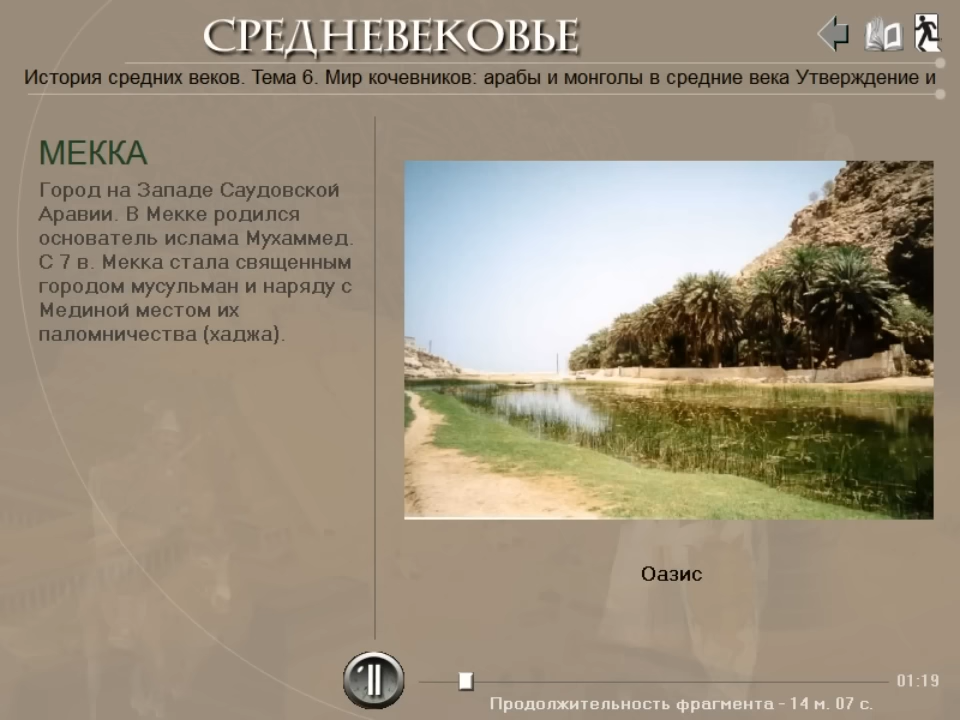 СРЕДНЕВЕКОВЬЕ
История средних веков. Тема 6. Мир кочевников: арабы и монголы в средние века Утверждение и
МЕККА
Город на Западе Саудовской
Аравии. В Мекке родился
основатель ислама Мухаммед.
С 7 в. Мекка стала священным
городом мусульман и наряду с
Мединой местом их
паломничества (хаджа).
Оазис
01:19
Продолжительность фрагмента - 14 м. 07 с.